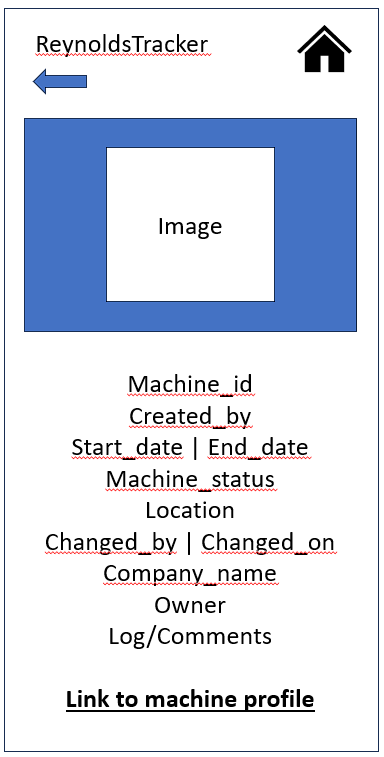 ReynoldsTracker
Image
Machine_id
Created_by
Start_date | End_date
Machine_status
Location
Changed_by | Changed_on
Company_name
Owner
Log/Comments
Link to machine profile